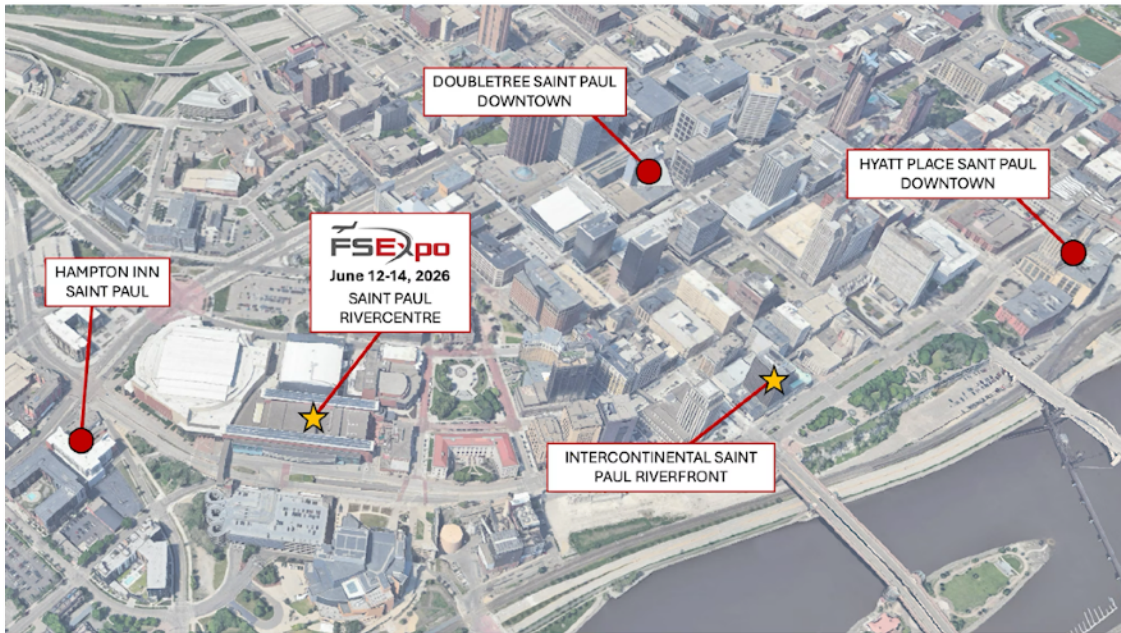 DOUBLETREE SAINT PAUL
DOWNTOWN
HYATT PLACE SANT PAUL
DOWNTOWN
FSExpo
June 12-14, 2026
SAINT PAUL
RIVERCENTRE
HAMPTON INN
SAINT PAUL
INTERCONTINENTAL SAINT
PAUL RIVERFRONT